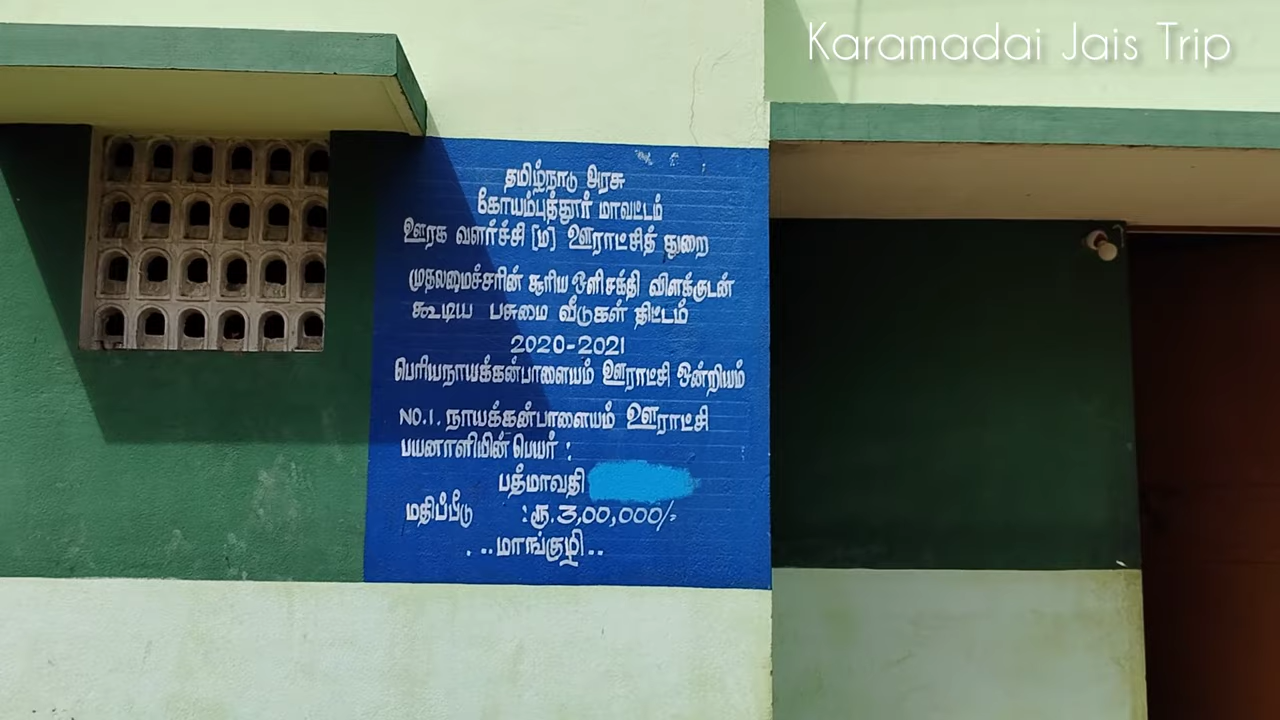 Karamadai Jais Trip
தமிழ்நாடு அரசு
கோயம்புத்தூர் மாவட்டம்
ஊரக வளர்ச்சி [ம] ஊராட்சித் துறை
முதலமைச்சரின் சூரிய ஒளிசக்தி விளக்குடன்
கூடிய பசுமை வீடுகள் திட்டம்
2020-2021
பெரியநாயக்கன்பாளையம் ஊராட்சி ஒன்றியம்
NO.1. நாயக்கன்பாளையம் ஊராட்சி
பயனாளியின் பெயர் :
பத்மாவதி
மதிப்பீடு : ரூ.3,00,000/-
. ..மாங்குழி..